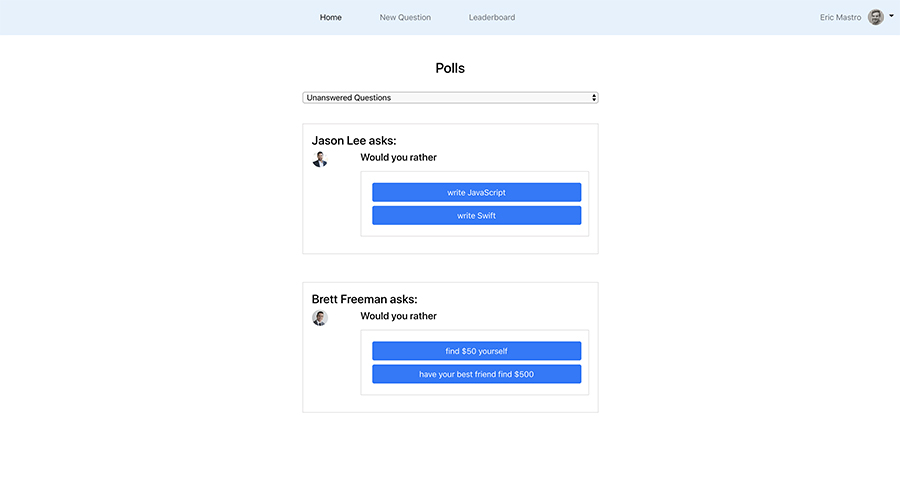 Home New Question Leaderboard Eric Mastro
Polls
Unanswered Questions
Jason Lee asks:
Would you rather
write JavaScript
write Swift
Brett Freeman asks:
Would you rather
find $50 yourself
have your best friend find $500